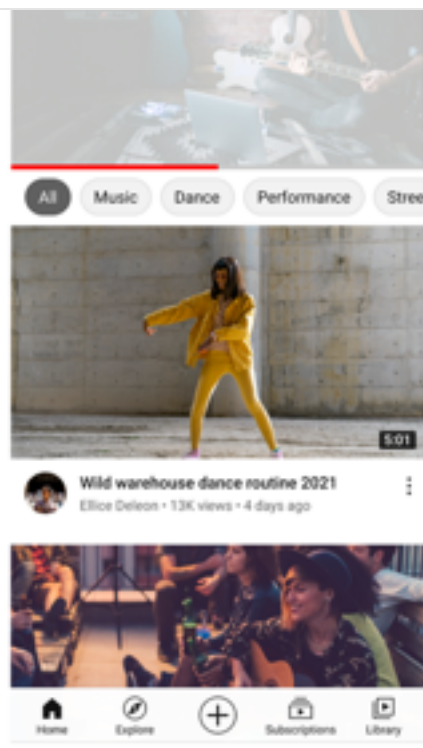 All Music Dance Performance Stree
5:01
Wild warehouse dance routine 2021
Ellice Deleon • 13K views • 4 days ago
Home Explore Subscriptions Library